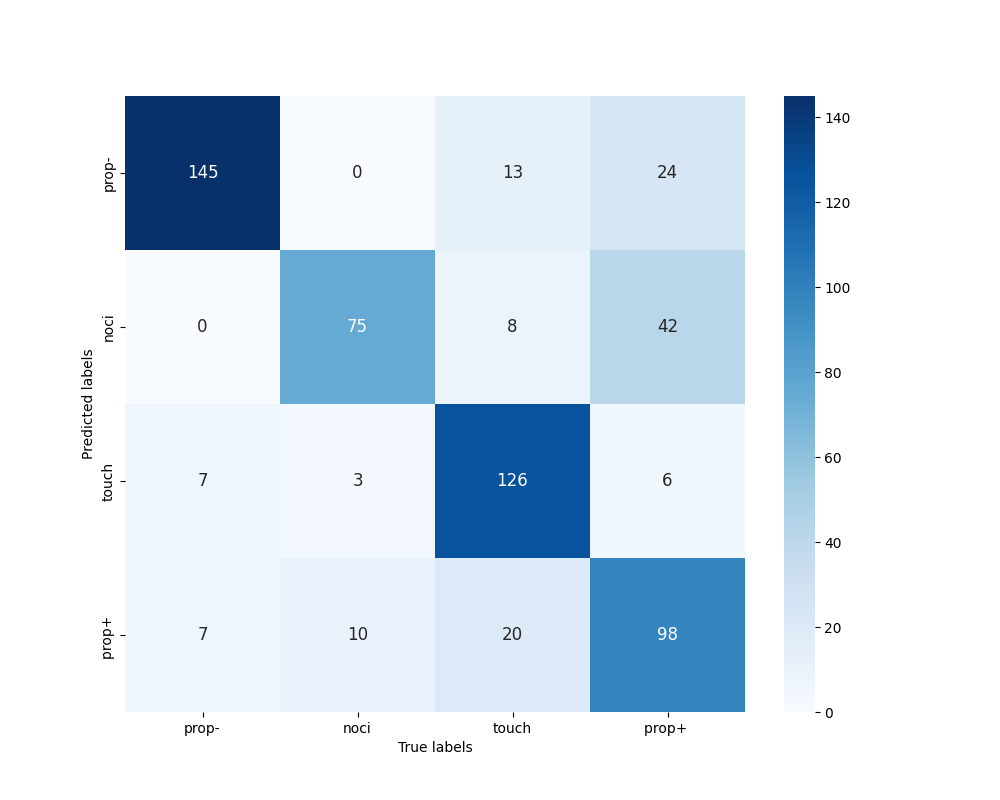 prop-
145 0 13 24
noci
0 75 8 42
touch
7 3 126 6
prop+
7 10 20 98
Predicted labels
prop- noci touch prop+
True labels
140
120
100
80
60
40
20
0